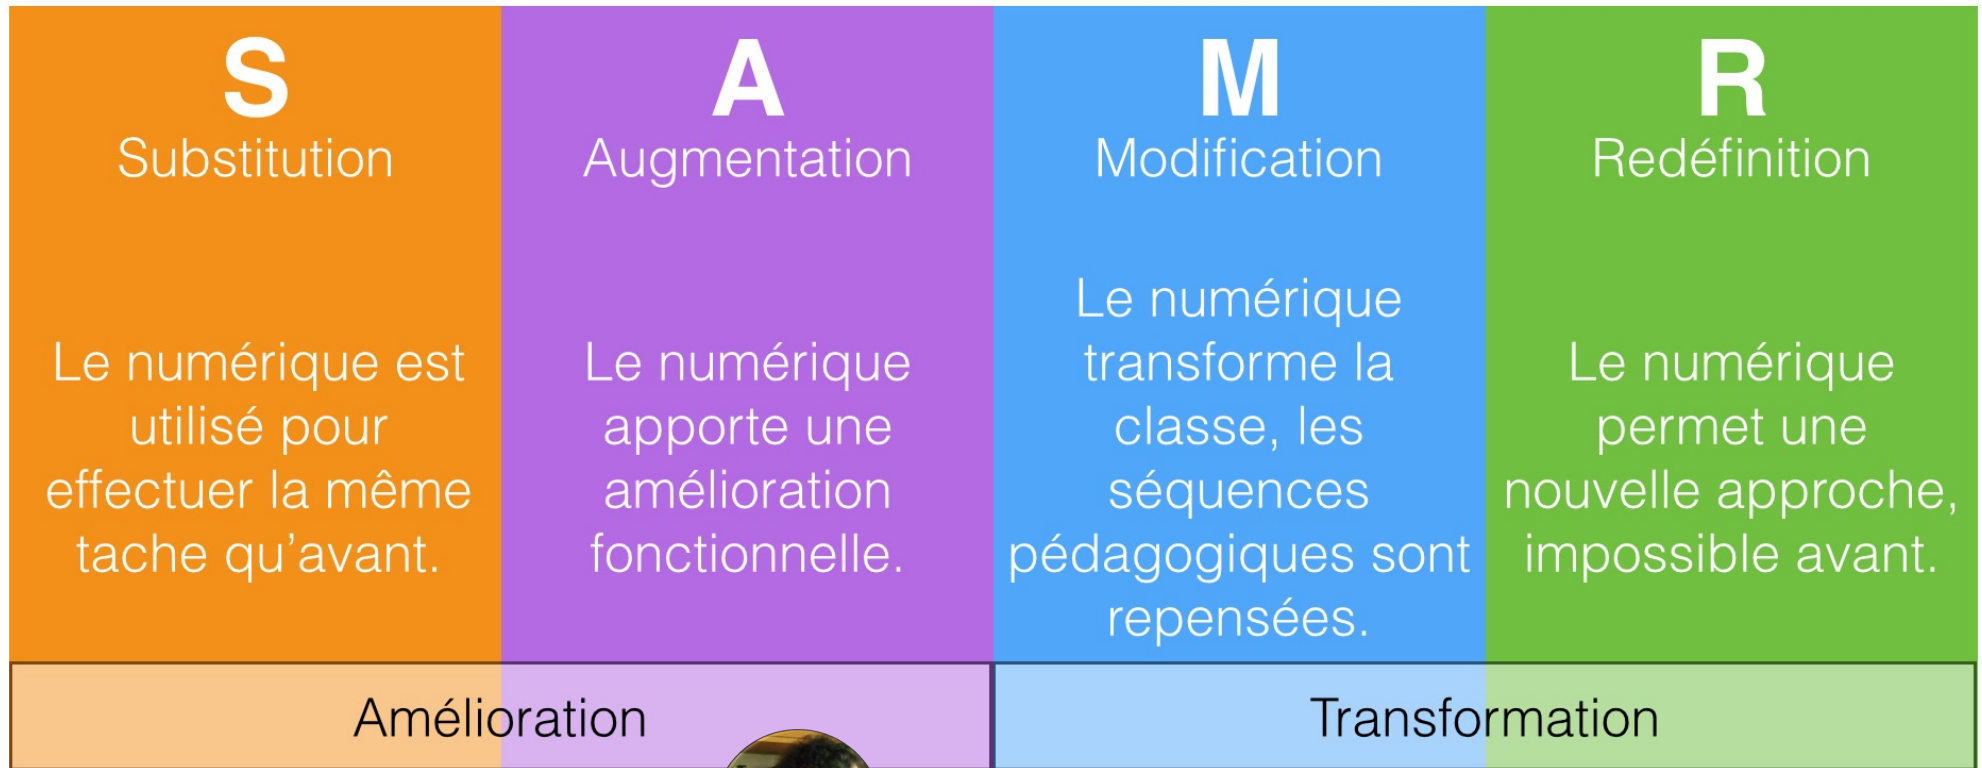 S
Substitution
Le numérique est
utilisé pour
effectuer la même
tache qu’avant.
A
Augmentation
Le numérique
apporte une
amélioration
fonctionnelle.
M
Modification
Le numérique
transforme la
classe, les
séquences
pédagogiques sont
repensées.
R
Redéfinition
Le numérique
permet une
nouvelle approche,
impossible avant.
Amélioration
Transformation